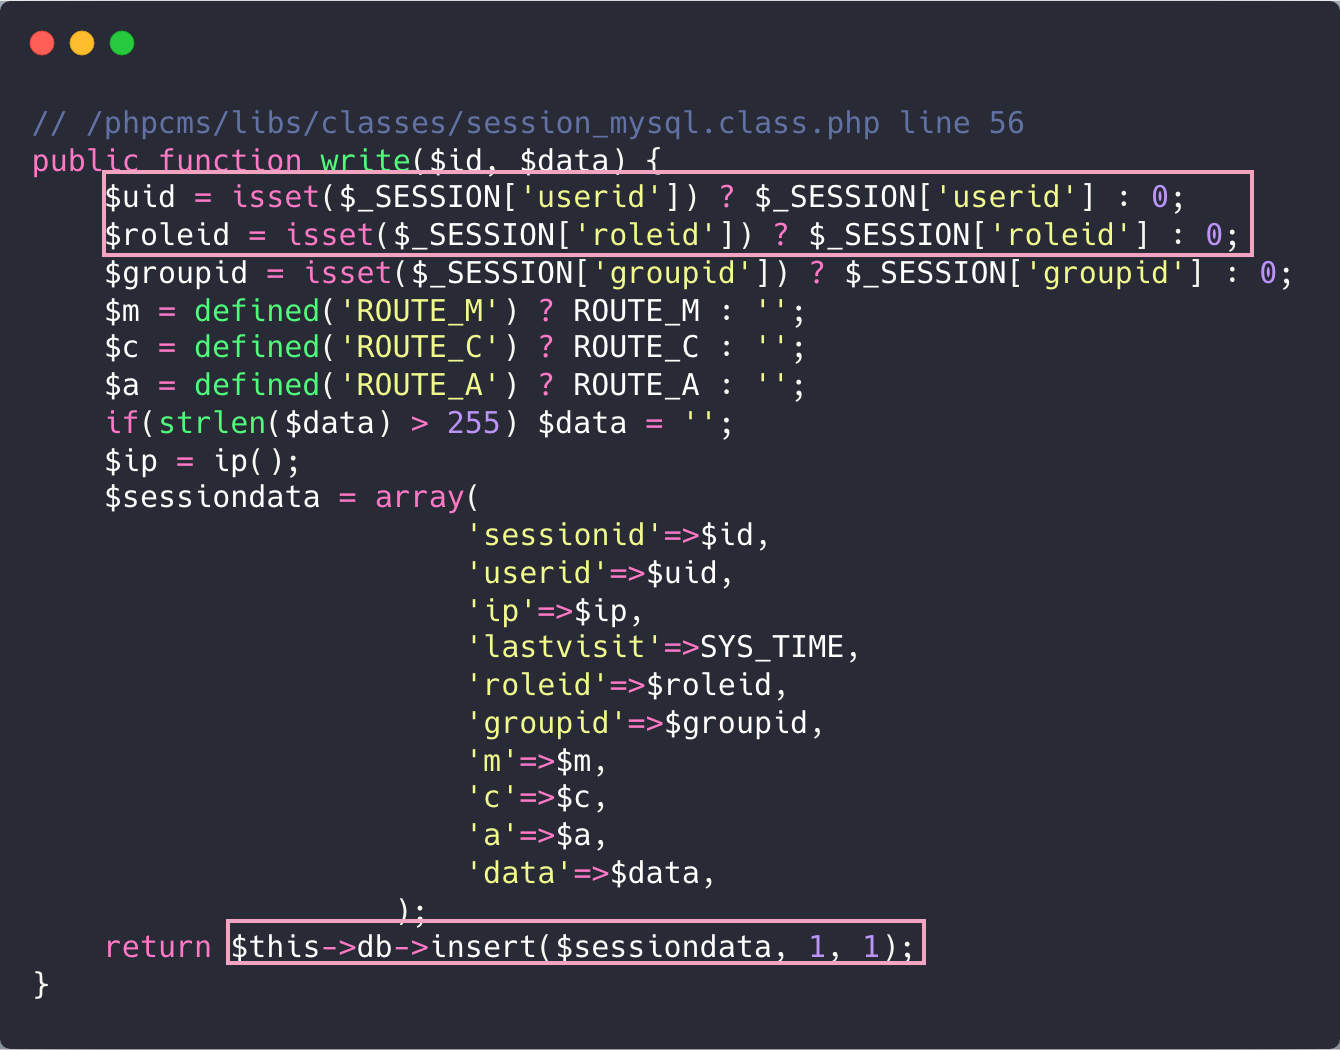 // /phpcms/libs/classes/session_mysql.class.php line 56
public function write($id, $data) {
    $uid = isset($_SESSION['userid']) ? $_SESSION['userid'] : 0;
    $roleid = isset($_SESSION['roleid']) ? $_SESSION['roleid'] : 0;
    $groupid = isset($_SESSION['groupid']) ? $_SESSION['groupid'] : 0;
    $m = defined('ROUTE_M') ? ROUTE_M : '';
    $c = defined('ROUTE_C') ? ROUTE_C : '';
    $a = defined('ROUTE_A') ? ROUTE_A : '';
    if(strlen($data) > 255) $data = '';
    $ip = ip();
    $sessiondata = array(
                        'sessionid'=>$id,
                        'userid'=>$uid,
                        'ip'=>$ip,
                        'lastvisit'=>SYS_TIME,
                        'roleid'=>$roleid,
                        'groupid'=>$groupid,
                        'm'=>$m,
                        'c'=>$c,
                        'a'=>$a,
                        'data'=>$data,
                    );
    return $this->db->insert($sessiondata, 1, 1);
}